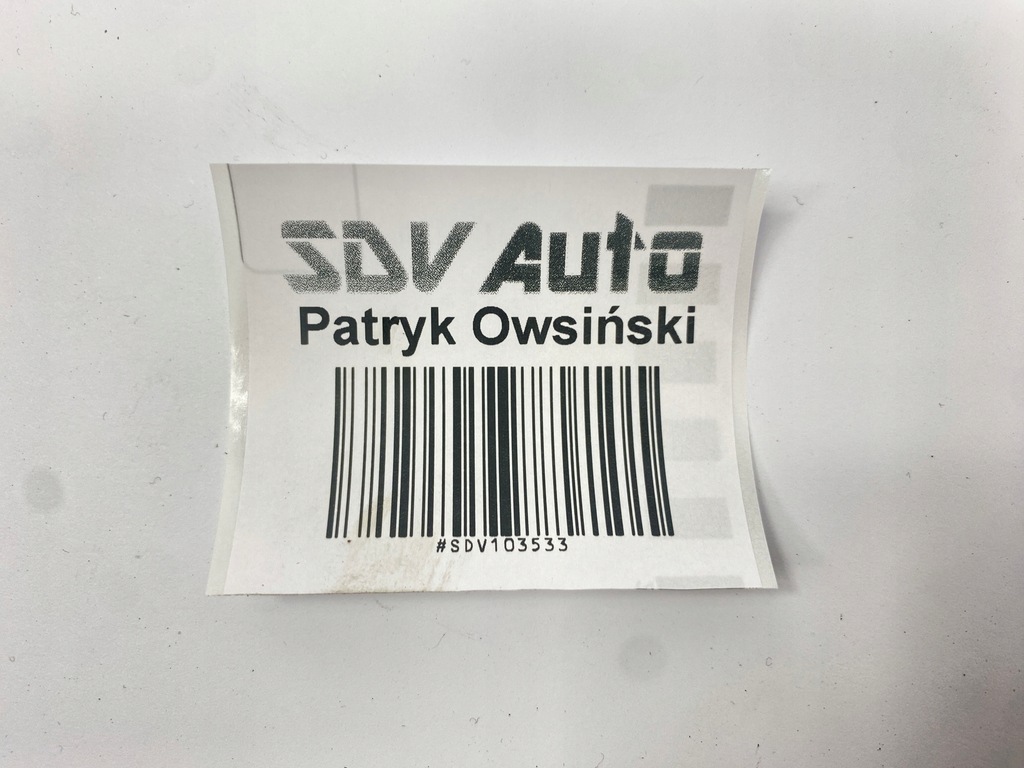 SDV Auto
Patryk Owsiński
#SDV103533